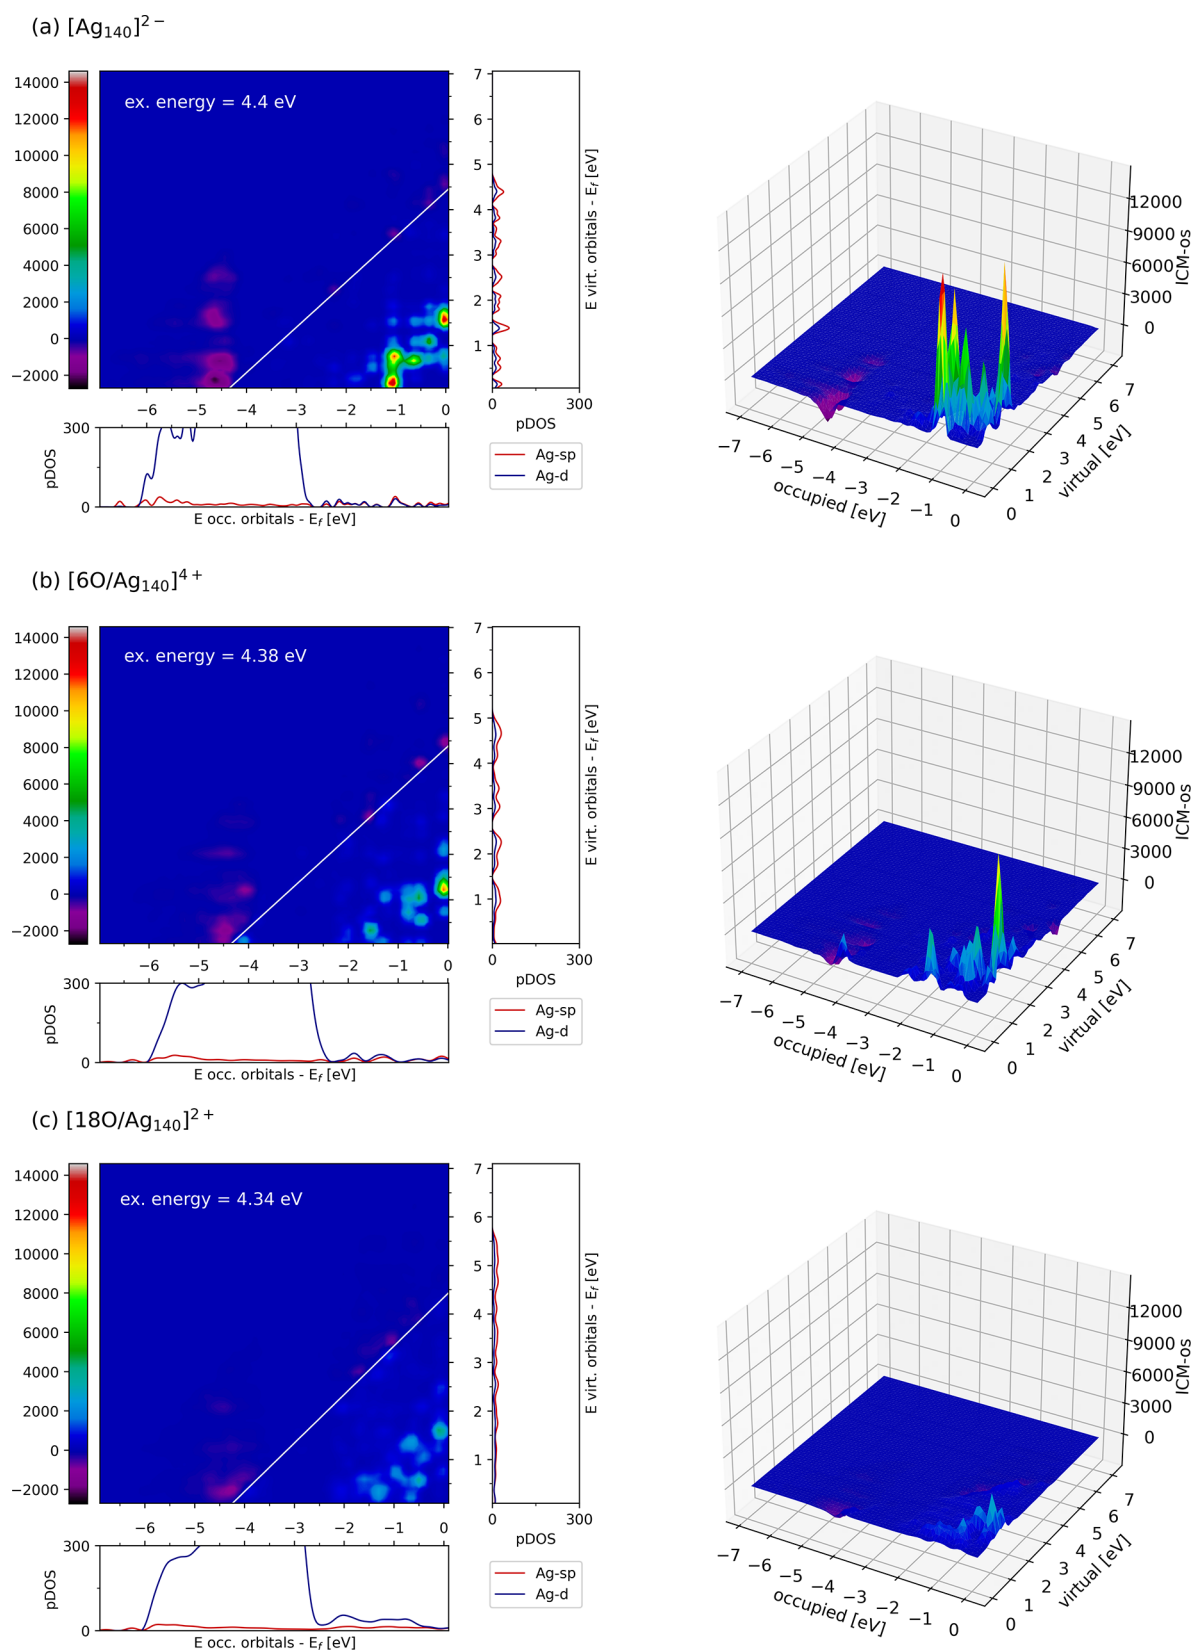 (a) [Ag140]2−
14000
12000
10000
8000
6000
4000
2000
0
−2000
ex. energy = 4.4 eV
−6 −5 −4 −3 −2 −1 0
7
6
5
4
3
2
1
E virt. orbitals - Ef [eV]
0 300
pDOS
Ag-sp
Ag-d
300
0
pDOS
E occ. orbitals - Ef [eV]
12000
9000
6000
3000
0
ICM-os
−7 −6 −5 −4 −3 −2 −1 0
occupied [eV]
0 1 2 3 4 5 6 7
virtual [eV]
(b) [6O/Ag140]4+
14000
12000
10000
8000
6000
4000
2000
0
−2000
ex. energy = 4.38 eV
−6 −5 −4 −3 −2 −1 0
7
6
5
4
3
2
1
E virt. orbitals - Ef [eV]
0 300
pDOS
Ag-sp
Ag-d
300
0
pDOS
E occ. orbitals - Ef [eV]
12000
9000
6000
3000
0
ICM-os
−7 −6 −5 −4 −3 −2 −1 0
occupied [eV]
0 1 2 3 4 5 6 7
virtual [eV]
(c) [18O/Ag140]2+
14000
12000
10000
8000
6000
4000
2000
0
−2000
ex. energy = 4.34 eV
−6 −5 −4 −3 −2 −1 0
7
6
5
4
3
2
1
E virt. orbitals - Ef [eV]
0 300
pDOS
Ag-sp
Ag-d
300
0
pDOS
E occ. orbitals - Ef [eV]
12000
9000
6000
3000
0
ICM-os
−7 −6 −5 −4 −3 −2 −1 0
occupied [eV]
0 1 2 3 4 5 6 7
virtual [eV]